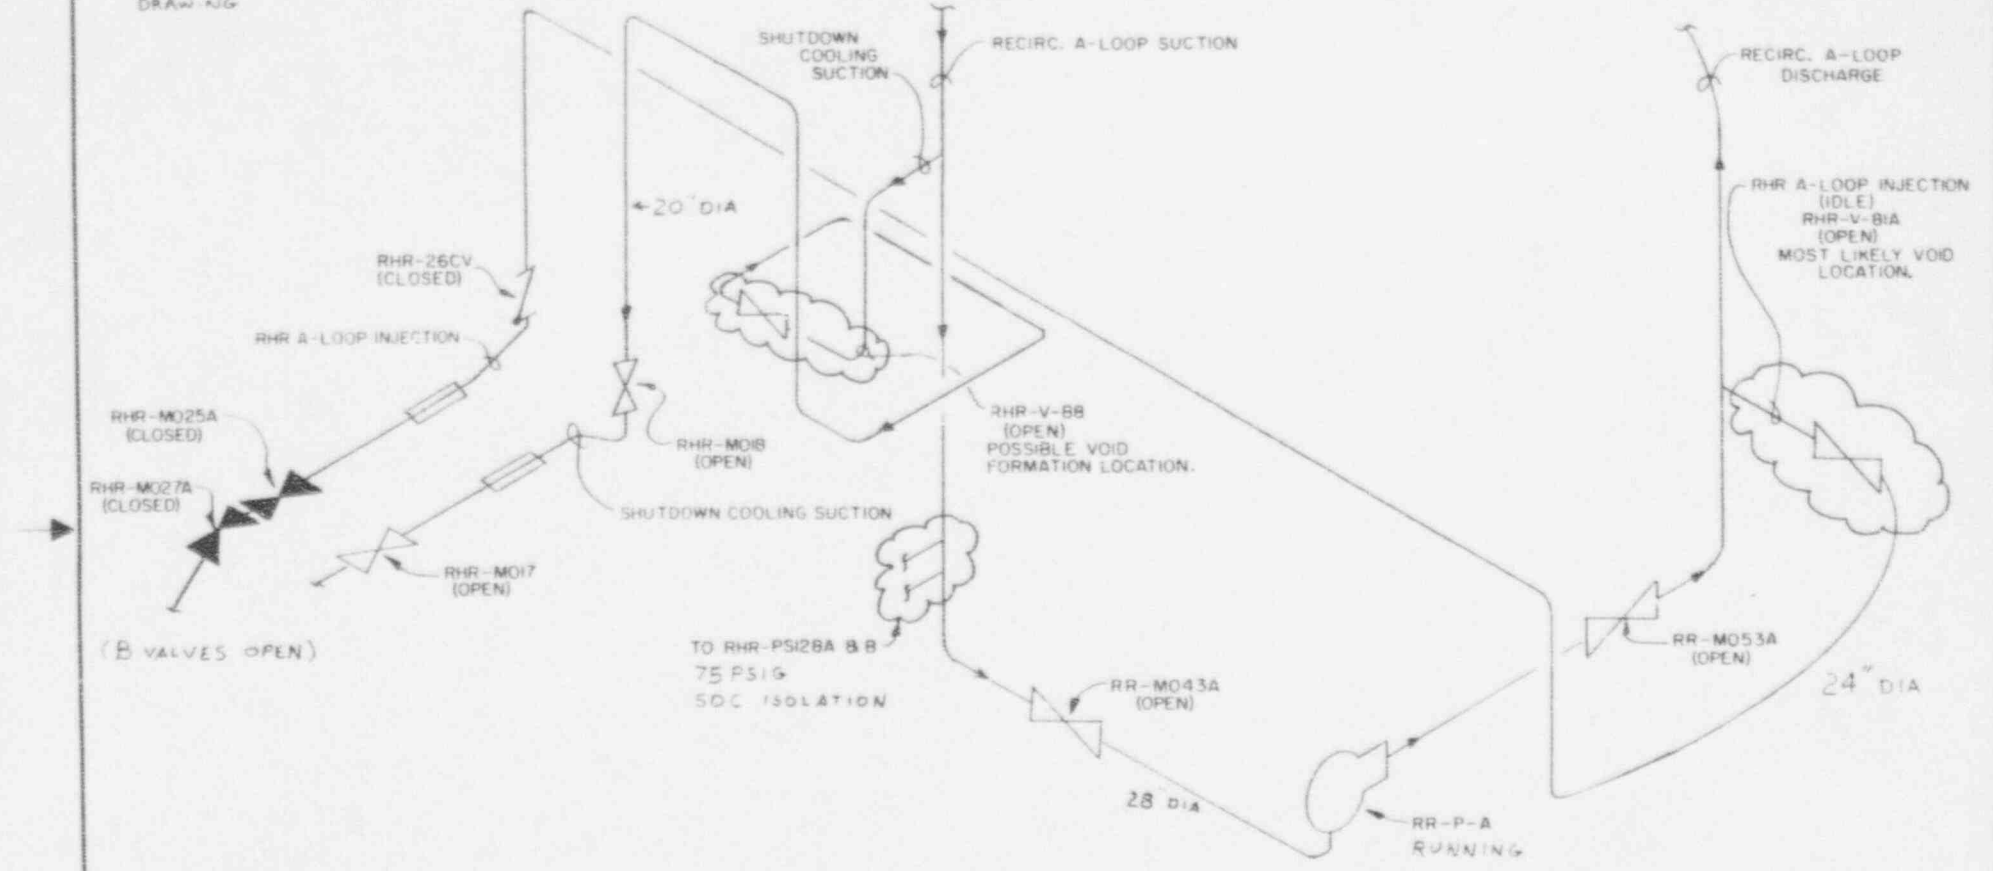 DRAWING
SHUTDOWN
COOLING
SUCTION
RECIRC. A-LOOP SUCTION
RECIRC. A-LOOP
DISCHARGE
20" DIA
RHR A-LOOP INJECTION
(IDLE)
RHR-V-81A
(OPEN)
MOST LIKELY VOID
LOCATION.
RHR-26CV
(CLOSED)
RHR A-LOOP INJECTION
RHR-MO25A
(CLOSED)
RHR-MO18
(OPEN)
RHR-V-88
(OPEN)
POSSIBLE VOID
FORMATION LOCATION.
RHR-MO27A
(CLOSED)
SHUTDOWN COOLING SUCTION
RHR-MO17
(OPEN)
(B VALVES OPEN)
TO RHR-PS128A & B
75 PSIG
SDC ISOLATION
RR-MO43A
(OPEN)
RR-MO53A
(OPEN)
24" DIA
28 DIA
RR-P-A
RUNNING